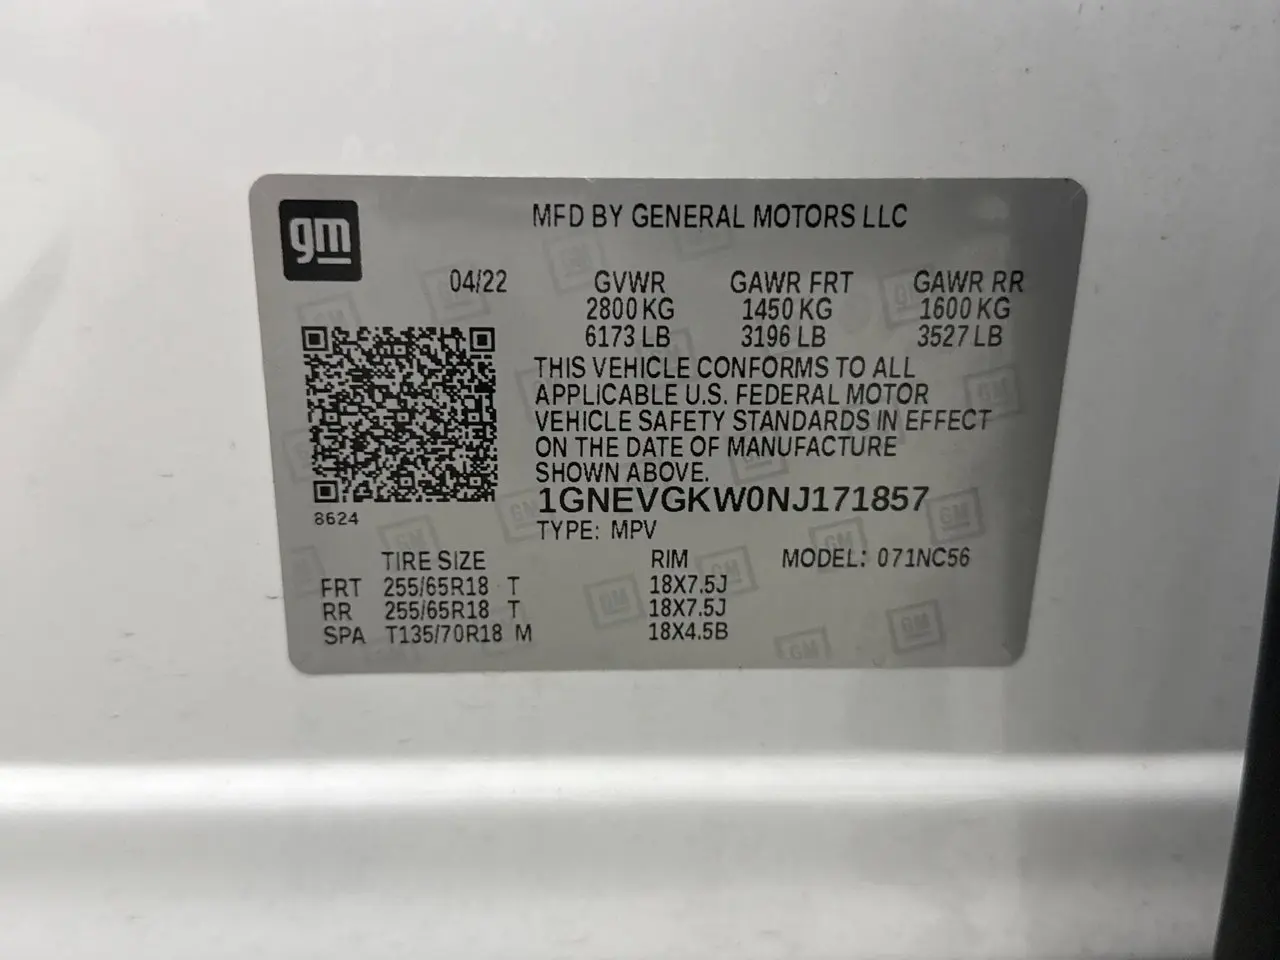 gm
MFD BY GENERAL MOTORS LLC
04/22 GVWR GAWR FRT GAWR RR
2800 KG 1450 KG 1600 KG
6173 LB 3196 LB 3527 LB
THIS VEHICLE CONFORMS TO ALL
APPLICABLE U.S. FEDERAL MOTOR
VEHICLE SAFETY STANDARDS IN EFFECT
ON THE DATE OF MANUFACTURE
SHOWN ABOVE.
1GNEVGKW0NJ171857
8624
TYPE: MPV
TIRE SIZE RIM MODEL: 071NC56
FRT 255/65R18 T 18X7.5J
RR 255/65R18 T 18X7.5J
SPA T135/70R18 M 18X4.5B